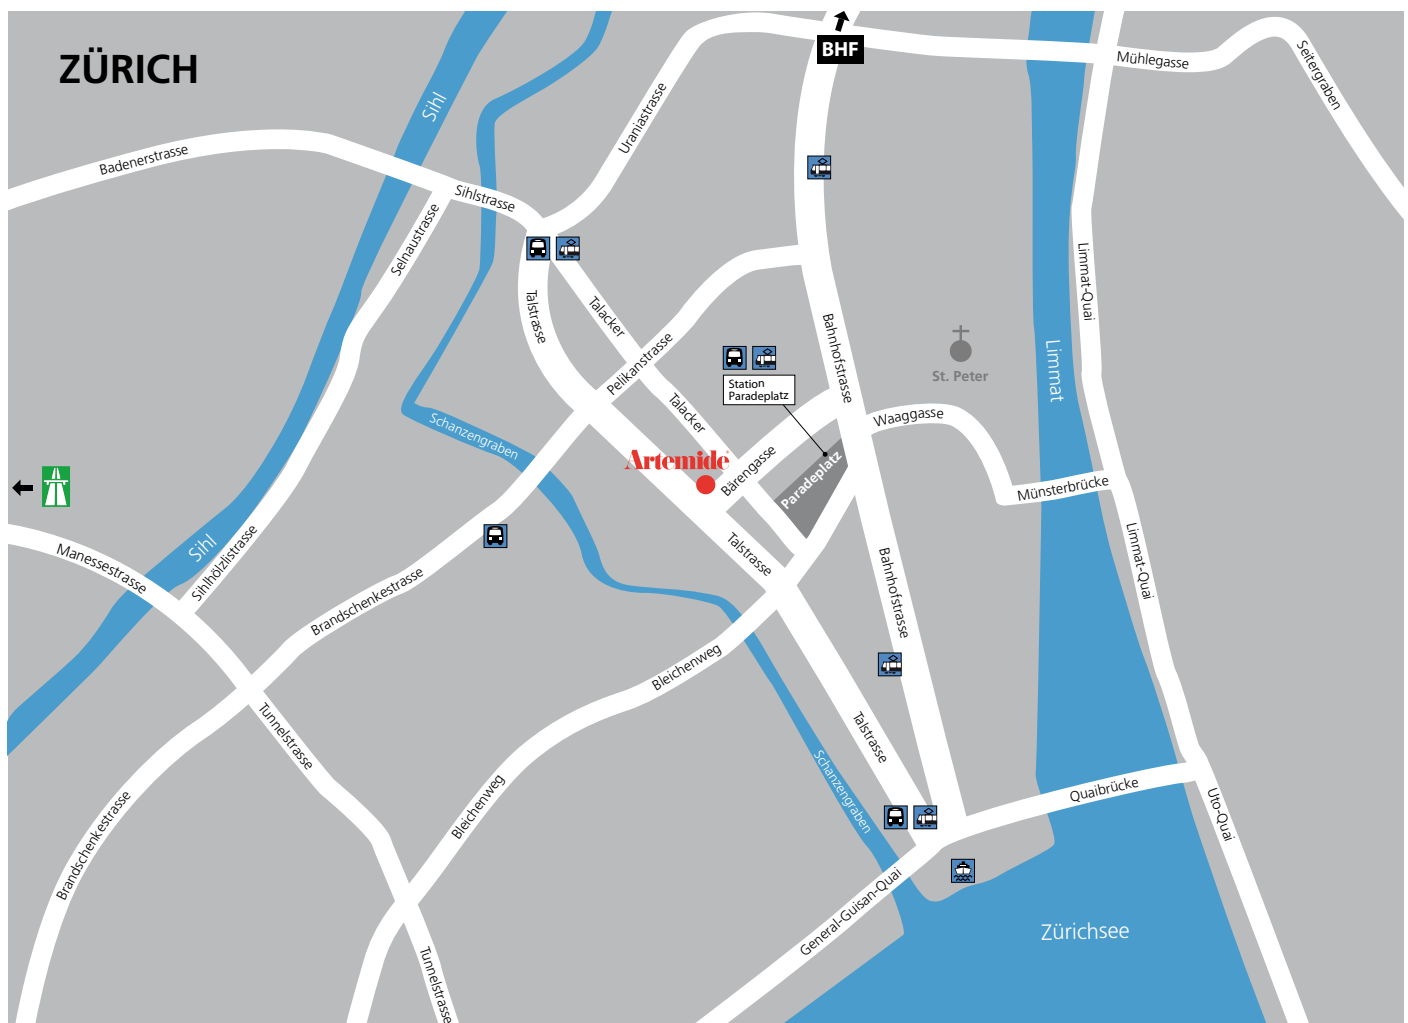 ZÜRICH
BHF
Mühlegasse
Seitergraben
Sihl
Uraniastrasse
Badenerstrasse
Sihlstrasse
Selnaustrasse
Talstrasse
Talacker
Limmat-Quai
Bahnhofstrasse
Pelikanstrasse
Limmat
St. Peter
Station
Paradeplatz
Talacker
Waaggasse
Schanzengraben
Artemide
Bärengasse
Paradeplatz
Münsterbrücke
Sihl
Sihlhölzlistrasse
Manessestrasse
Talstrasse
Limmat-Quai
Brandschenkestrasse
Bahnhofstrasse
Bleichenweg
Tunnelstrasse
Talstrasse
Schanzengraben
Quaibrücke
Uto-Quai
Bleichenweg
Brandschenkestrasse
General-Guisan-Quai
Zürichsee
Tunnelstrasse